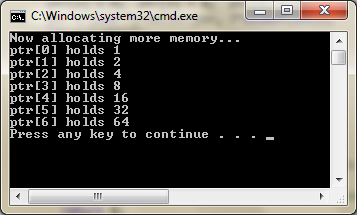 C:\Windows\system32\cmd.exe
Now allocating more memory...
ptr[0] holds 1
ptr[1] holds 2
ptr[2] holds 4
ptr[3] holds 8
ptr[4] holds 16
ptr[5] holds 32
ptr[6] holds 64
Press any key to continue . . . _